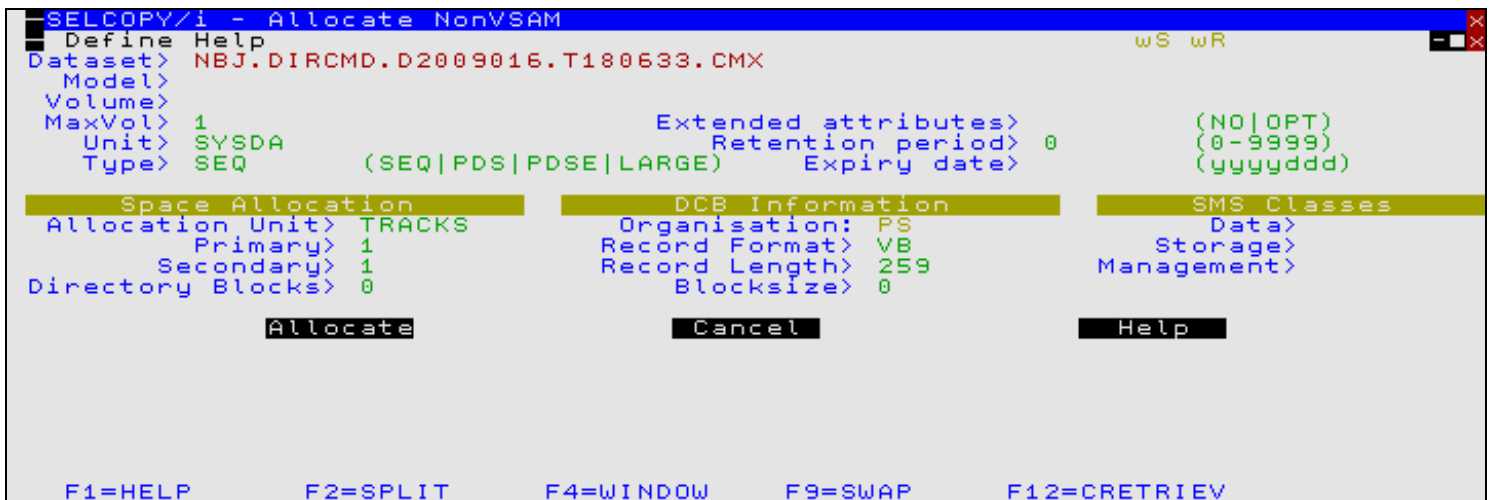 SELCOPY/i - Allocate NonVSAM
Define Help wS wR
Dataset> NBJ.DIRCMD.D2009016.T180633.CMX
Model>
Volume>
MaxVol> 1 Extended attributes> (NO|OPT)
Unit> SYSDA Retention period> 0 (0-9999)
Type> SEQ (SEQ|PDS|PDSE|LARGE) Expiry date> (yyyyddd)
Space Allocation DCB Information SMS Classes
Allocation Unit> TRACKS Organisation: PS Data>
Primary> 1 Record Format> VB Storage>
Secondary> 1 Record Length> 259 Management>
Directory Blocks> 0 Blocksize> 0
Allocate Cancel Help
F1=HELP F2=SPLIT F4=WINDOW F9=SWAP F12=CRETRIEV